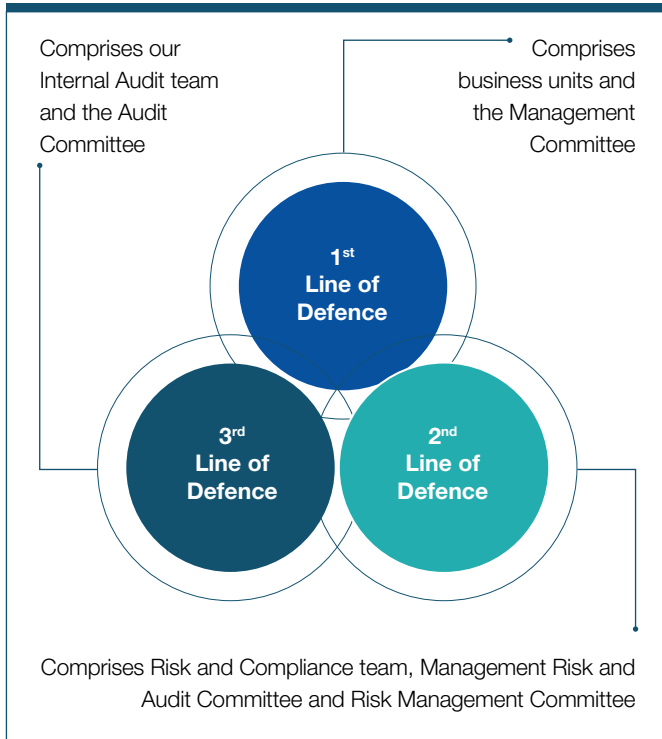 Comprises our
Internal Audit team
and the Audit
Committee
Comprises
business units and
the Management
Committee
1st
Line of
Defence
3rd
Line of
Defence
2nd
Line of
Defence
Comprises Risk and Compliance team, Management Risk and
Audit Committee and Risk Management Committee